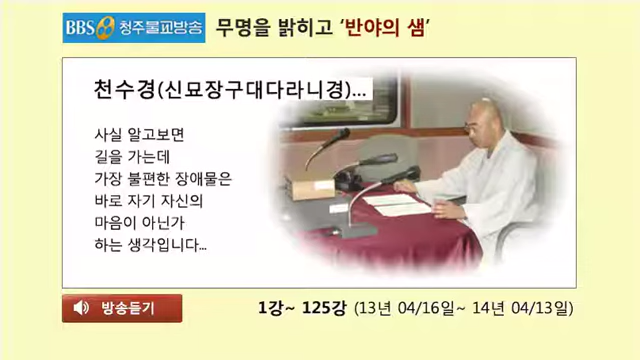 BBS 청주불교방송 무명을 밝히고 '반야의 샘'
천수경(신묘장구대다라니경)...
사실 알고보면
길을 가는데
가장 불편한 장애물은
바로 자기 자신의
마음이 아닌가
하는 생각입니다...
방송듣기 1강~ 125강 (13년 04/16일~ 14년 04/13일)